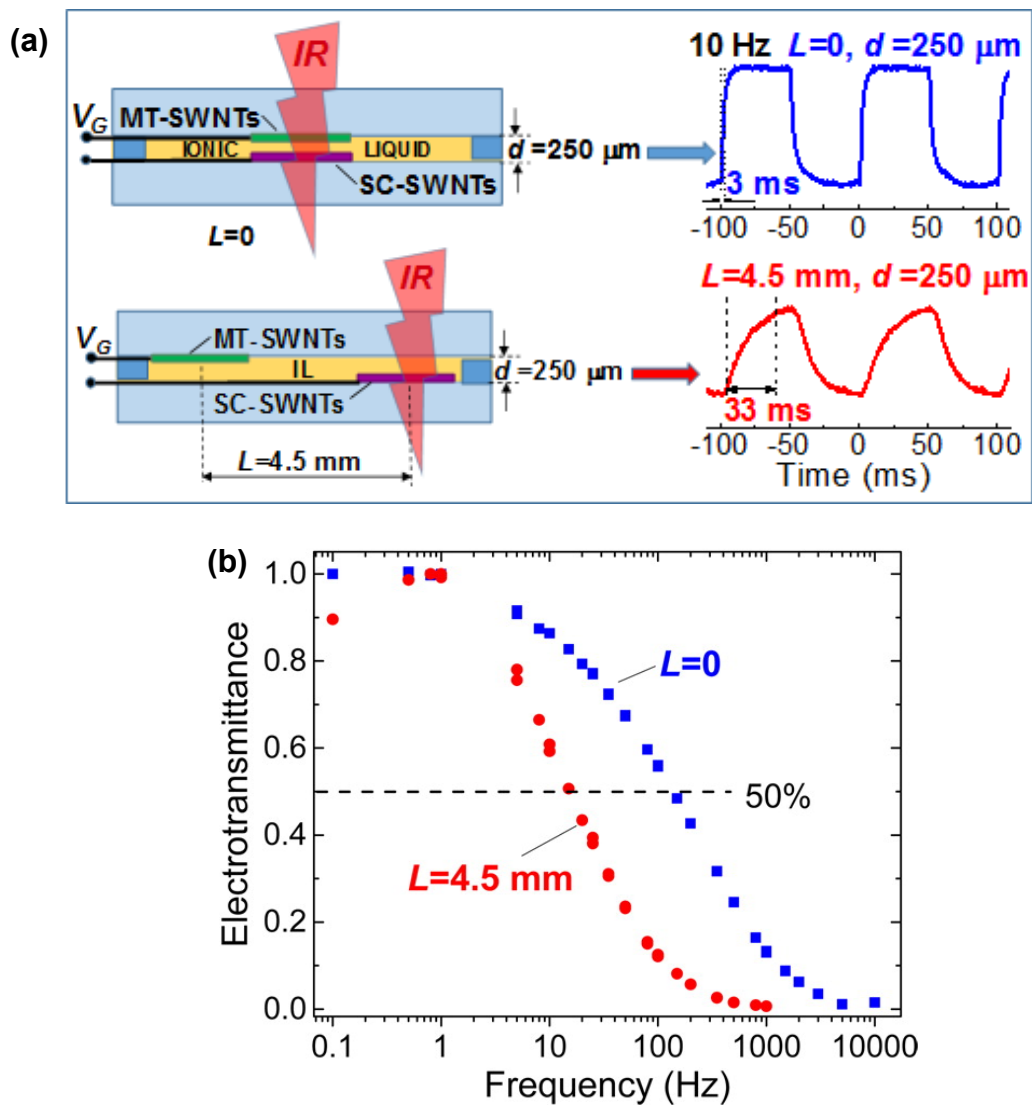 (a)
IR
10 Hz L=0, d =250 μm
V_G
MT-SWNTs
IONIC LIQUID
d = 250 μm
SC-SWNTs
3 ms
L=0
-100 -50 0 50 100
IR
L=4.5 mm, d =250 μm
V_G
MT- SWNTs
IL
d =250 μm
SC- SWNTs
33 ms
L=4.5 mm
-100 -50 0 50 100
Time (ms)
(b)
1.0
0.8
0.6
0.4
0.2
0.0
Electrotransmittance
L=0
50%
L=4.5 mm
0.1 1 10 100 1000 10000
Frequency (Hz)